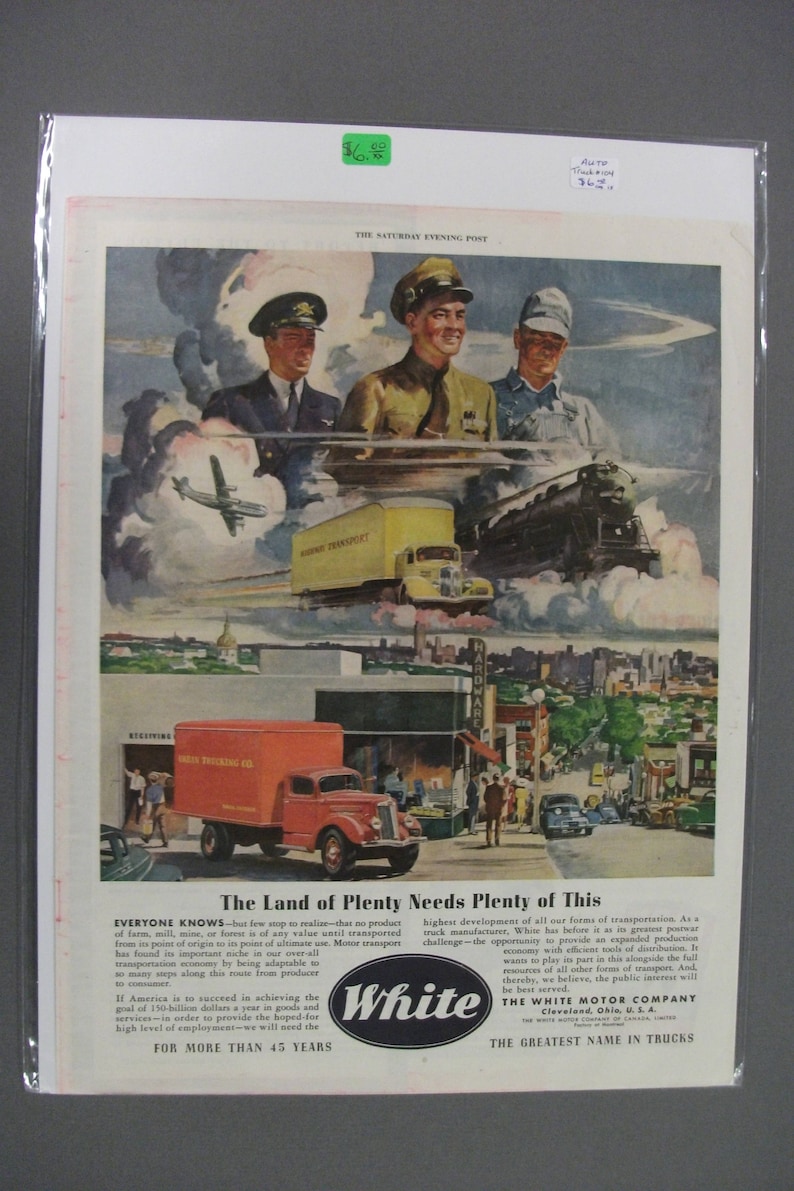 $6.00
xx
AUTO
Truck #104
$6
THE SATURDAY EVENING POST
HIGHWAY TRANSPORT
HARDWARE
RECEIVING
URBAN TRUCKING CO.
The Land of Plenty Needs Plenty of This
EVERYONE KNOWS—but few stop to realize—that no product
of farm, mill, mine, or forest is of any value until transported
from its point of origin to its point of ultimate use. Motor transport
has found its important niche in our over-all
transportation economy by being adaptable to
so many steps along this route from producer
to consumer.
If America is to succeed in achieving the
goal of 150-billion dollars a year in goods and
services—in order to provide the hoped-for
high level of employment—we will need the
highest development of all our forms of transportation. As a
truck manufacturer, White has before it as its greatest postwar
challenge—the opportunity to provide an expanded production
economy with efficient tools of distribution. It
wants to play its part in this alongside the full
resources of all other forms of transport. And,
thereby, we believe, the public interest will
be best served.
White
THE WHITE MOTOR COMPANY
Cleveland, Ohio, U. S. A.
THE WHITE MOTOR COMPANY OF CANADA, LIMITED
Factory at Montreal
FOR MORE THAN 45 YEARS
THE GREATEST NAME IN TRUCKS